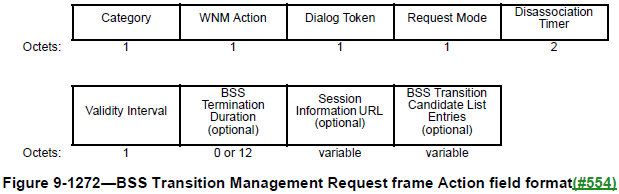 Category
WNM Action
Dialog Token
Request Mode
Disassociation
Timer
Octets:
1
1
1
1
2
Validity Interval
BSS
Termination
Duration
(optional)
Session
Information URL
(optional)
BSS Transition
Candidate List
Entries
(optional)
Octets:
1
0 or 12
variable
variable
Figure 9-1272—BSS Transition Management Request frame Action field format(#554)